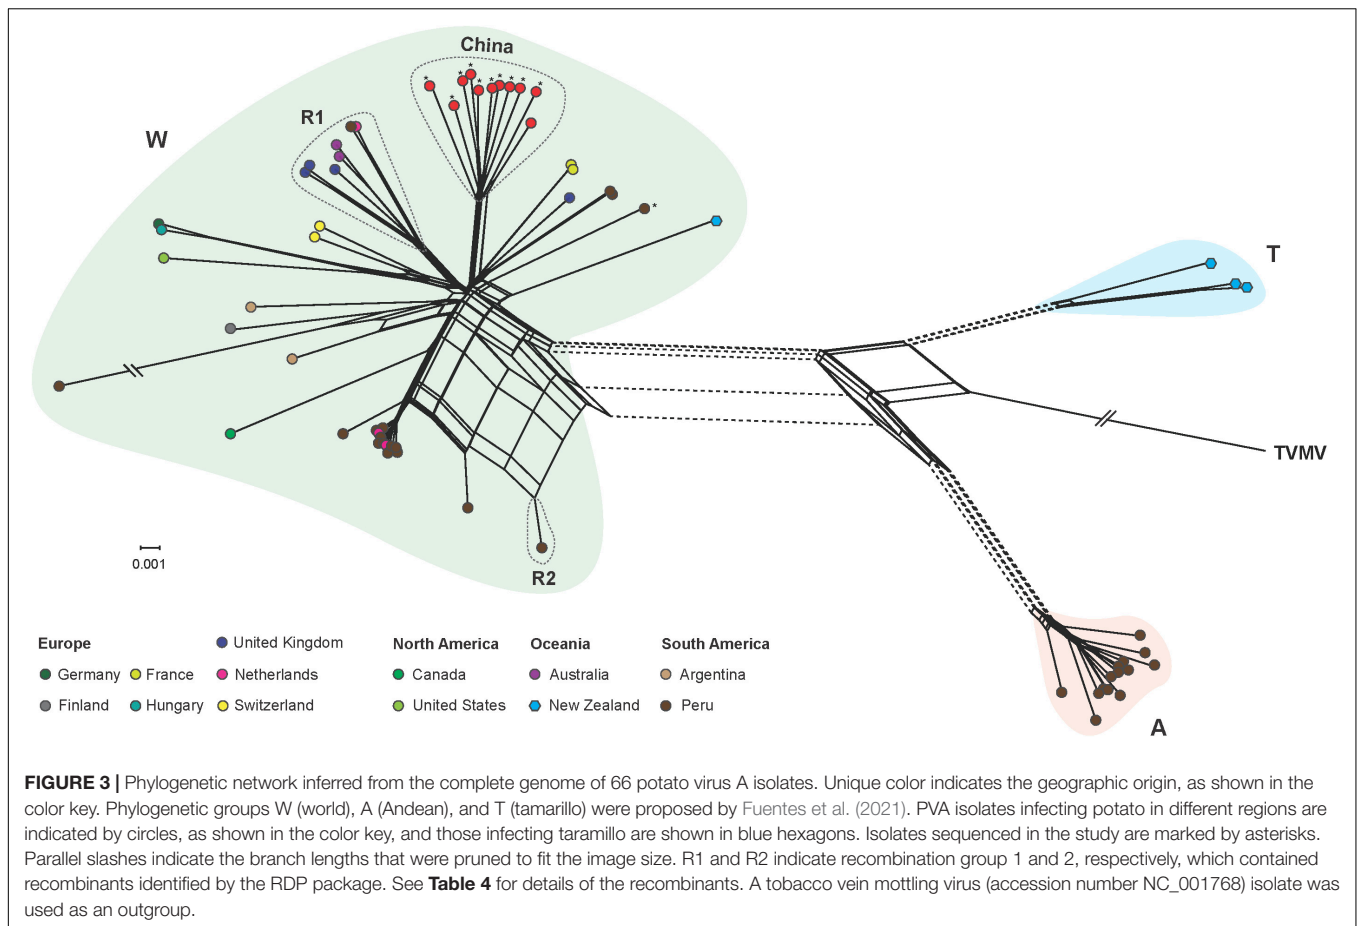 China
R1
W
T
TVMV
0.001
R2
A
Europe
United Kingdom
North America
Oceania
South America
Germany
France
Netherlands
Canada
Australia
Argentina
Finland
Hungary
Switzerland
United States
New Zealand
Peru
FIGURE 3 | Phylogenetic network inferred from the complete genome of 66 potato virus A isolates. Unique color indicates the geographic origin, as shown in the
color key. Phylogenetic groups W (world), A (Andean), and T (tamarillo) were proposed by Fuentes et al. (2021). PVA isolates infecting potato in different regions are
indicated by circles, as shown in the color key, and those infecting taramillo are shown in blue hexagons. Isolates sequenced in the study are marked by asterisks.
Parallel slashes indicate the branch lengths that were pruned to fit the image size. R1 and R2 indicate recombination group 1 and 2, respectively, which contained
recombinants identified by the RDP package. See Table 4 for details of the recombinants. A tobacco vein mottling virus (accession number NC_001768) isolate was
used as an outgroup.